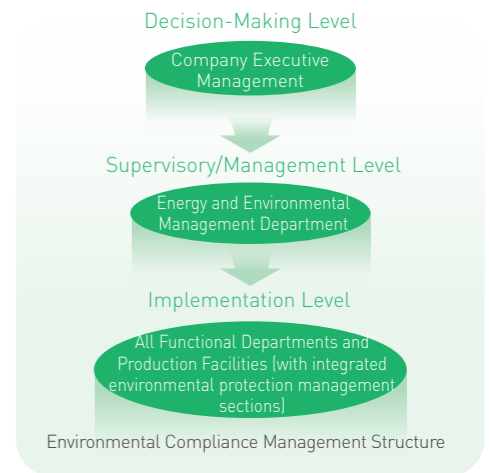 Decision-Making Level
Company Executive
Management
Supervisory/Management Level
Energy and Environmental
Management Department
Implementation Level
All Functional Departments and
Production Facilities (with integrated
environmental protection management
sections)
Environmental Compliance Management Structure